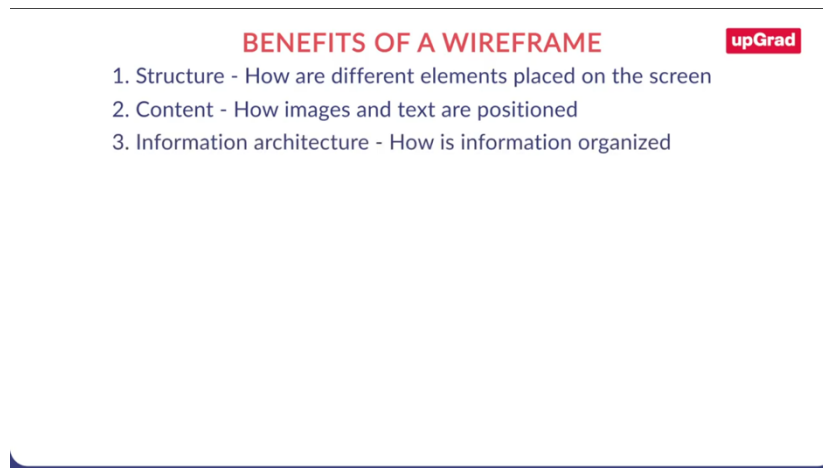 BENEFITS OF A WIREFRAME
upGrad
1. Structure - How are different elements placed on the screen
2. Content - How images and text are positioned
3. Information architecture - How is information organized